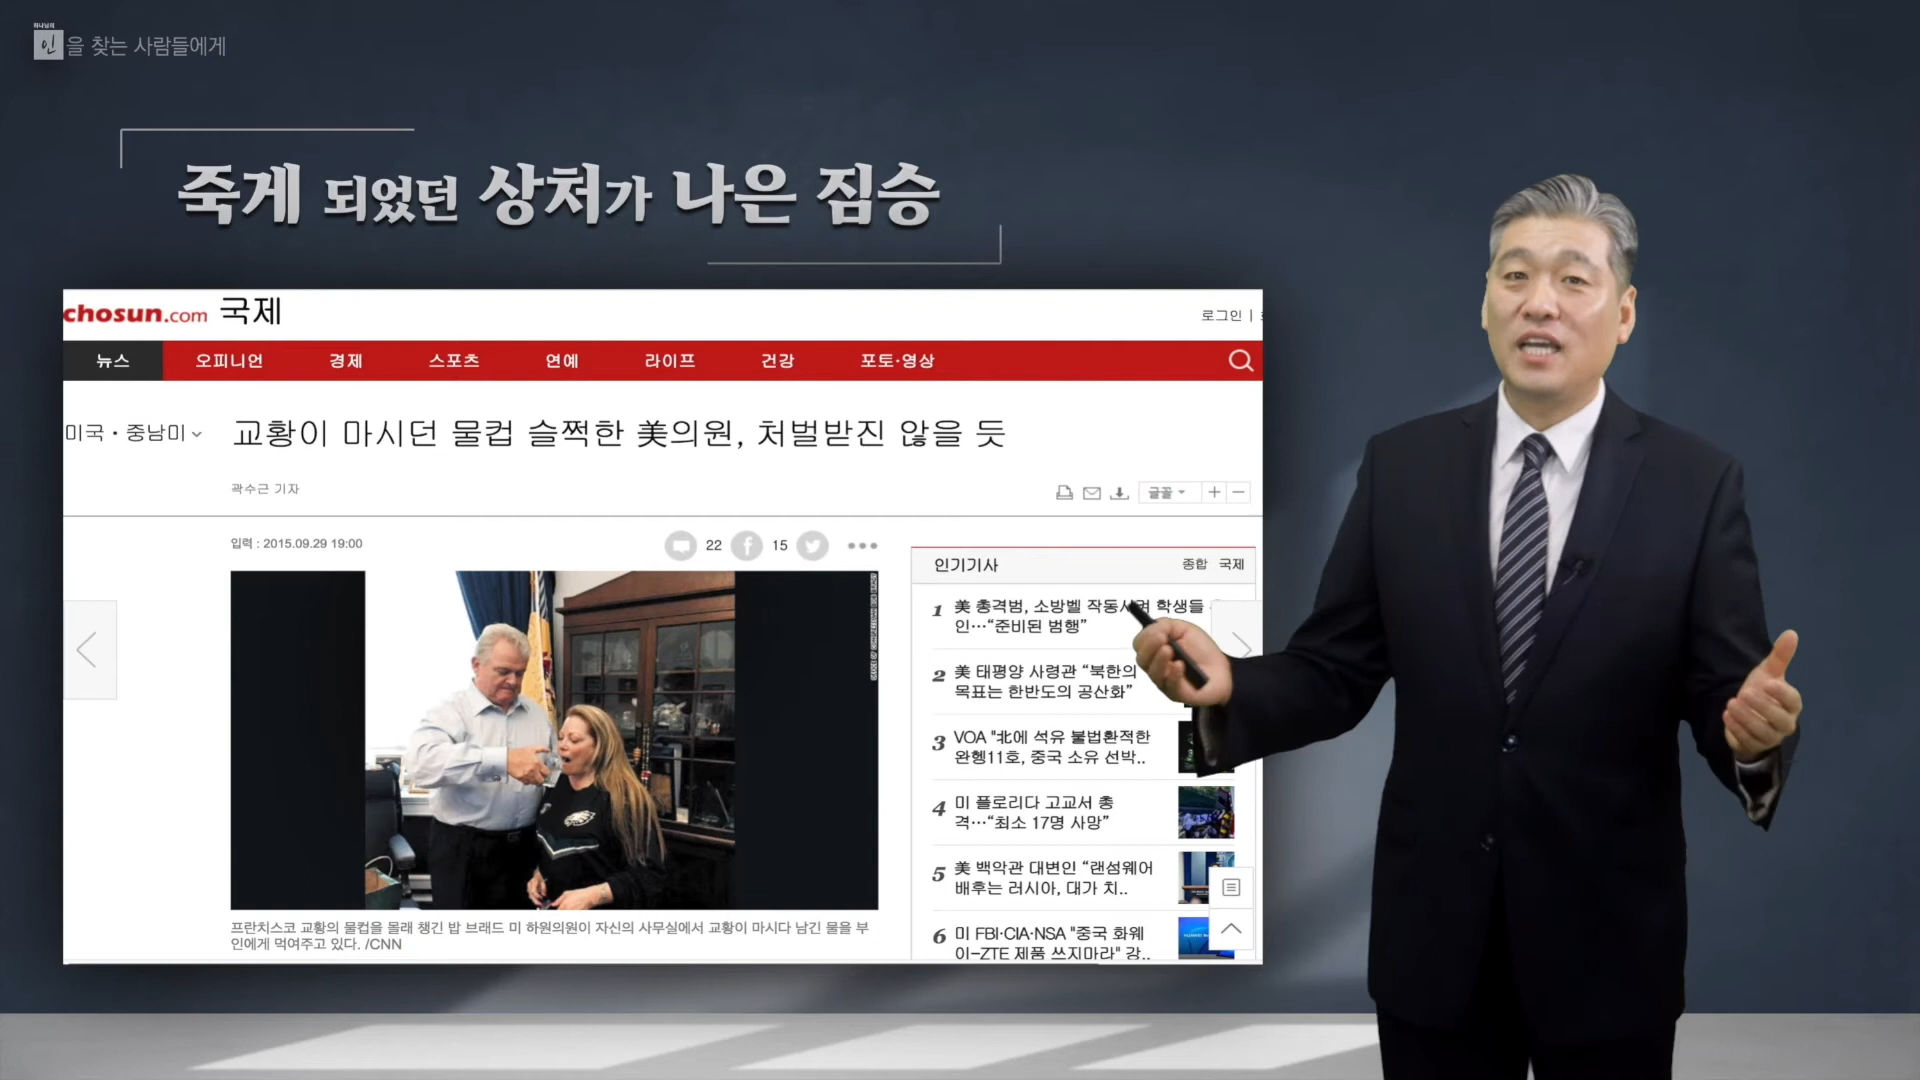 하나님의
인을 찾는 사람들에게
죽게 되었던 상처가 나은 짐승
chosun.com 국제
로그인 |
뉴스 오피니언 경제 스포츠 연예 라이프 건강 포토·영상
미국·중남미
교황이 마시던 물컵 슬쩍한 美의원, 처벌받진 않을 듯
곽수근 기자
글꼴 + −
입력 : 2015.09.29 19:00
22 15
프란치스코 교황의 물컵을 몰래 챙긴 밥 브래드 미 하원의원이 자신의 사무실에서 교황이 마시다 남긴 물을 부
인에게 먹여주고 있다. /CNN
인기기사 종합 국제
1 美 총격범, 소방벨 작동시켜 학생들
인…“준비된 범행”
2 美 태평양 사령관 “북한의
목표는 한반도의 공산화”
3 VOA "北에 석유 불법환적한
완헹11호, 중국 소유 선박..
4 미 플로리다 고교서 총
격…“최소 17명 사망”
5 美 백악관 대변인 “랜섬웨어
배후는 러시아, 대가 치..
6 미 FBI·CIA·NSA "중국 화웨
이-ZTE 제품 쓰지마라" 강..